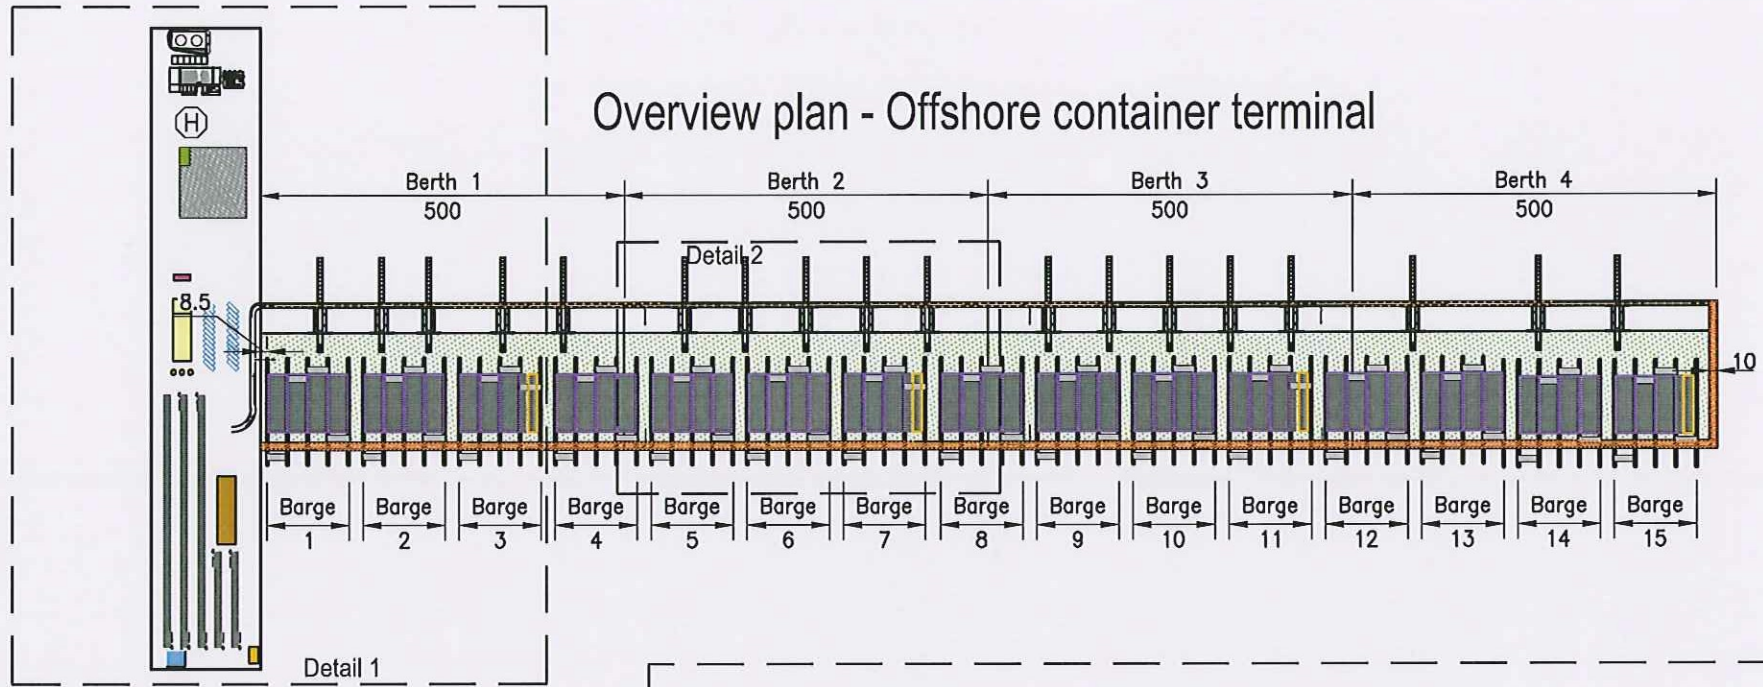 Overview plan - Offshore container terminal
H
Berth 1
500
Berth 2
500
Berth 3
500
Berth 4
500
Detail 2
8.5
10
Barge
1
Barge
2
Barge
3
Barge
4
Barge
5
Barge
6
Barge
7
Barge
8
Barge
9
Barge
10
Barge
11
Barge
12
Barge
13
Barge
14
Barge
15
Detail 1